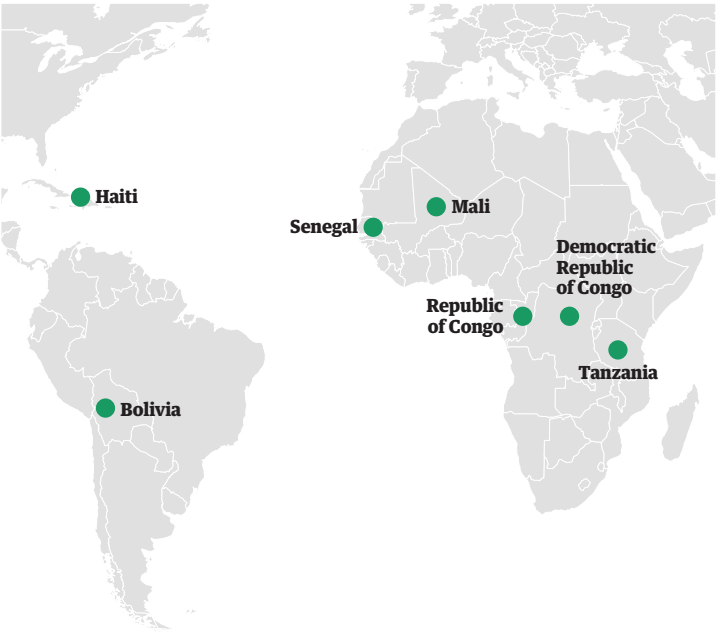 Haiti
Mali
Senegal
Democratic
Republic
of Congo
Republic
of Congo
Tanzania
Bolivia